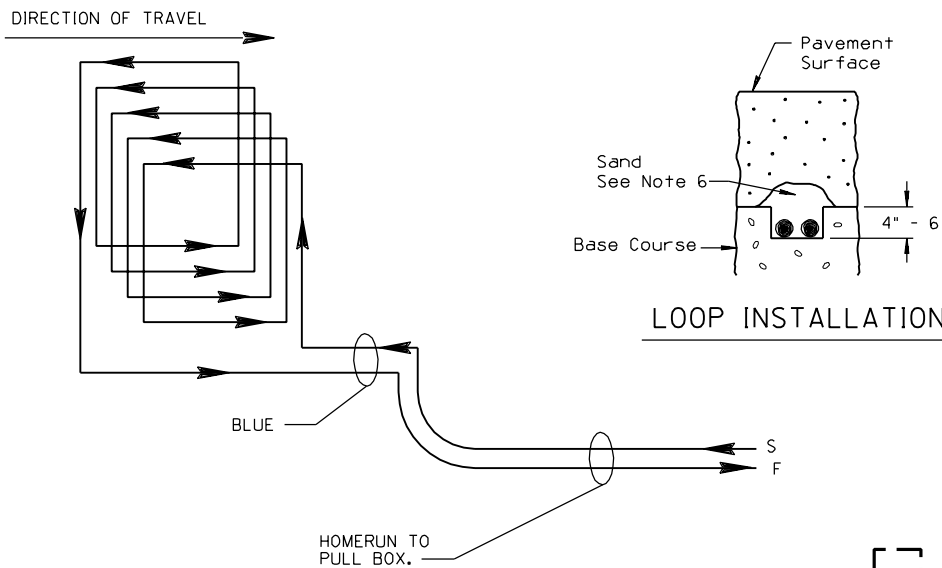 DIRECTION OF TRAVEL
Pavement
Surface
Sand
See Note 6
4" - 6
Base Course
LOOP INSTALLATION
BLUE
S
F
HOMERUN TO
PULL BOX.